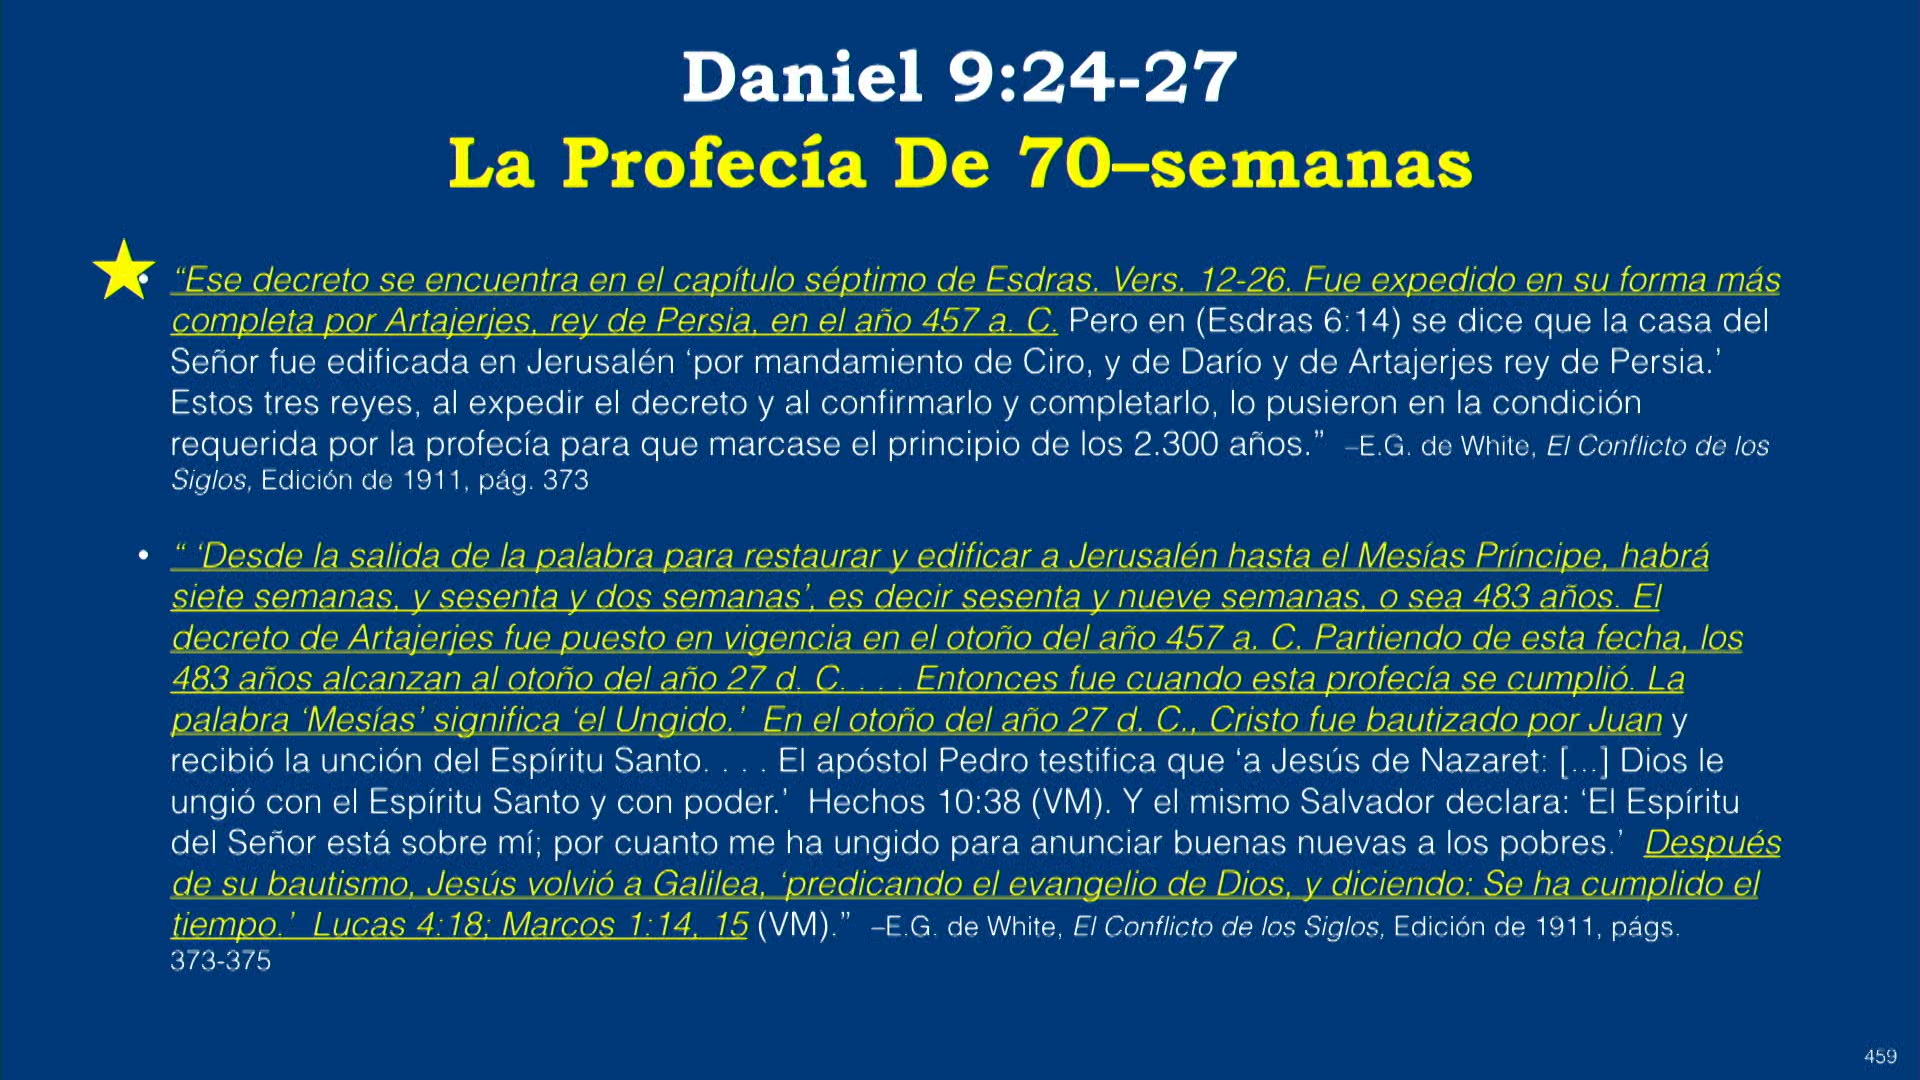 Daniel 9:24-27
La Profecía De 70–semanas
• “Ese decreto se encuentra en el capítulo séptimo de Esdras. Vers. 12-26. Fue expedido en su forma más
completa por Artajerjes, rey de Persia, en el año 457 a. C. Pero en (Esdras 6:14) se dice que la casa del
Señor fue edificada en Jerusalén ‘por mandamiento de Ciro, y de Darío y de Artajerjes rey de Persia.’
Estos tres reyes, al expedir el decreto y al confirmarlo y completarlo, lo pusieron en la condición
requerida por la profecía para que marcase el principio de los 2.300 años.” –E.G. de White, El Conflicto de los
Siglos, Edición de 1911, pág. 373
• “ ‘Desde la salida de la palabra para restaurar y edificar a Jerusalén hasta el Mesías Príncipe, habrá
siete semanas, y sesenta y dos semanas’, es decir sesenta y nueve semanas, o sea 483 años. El
decreto de Artajerjes fue puesto en vigencia en el otoño del año 457 a. C. Partiendo de esta fecha, los
483 años alcanzan al otoño del año 27 d. C. . . . Entonces fue cuando esta profecía se cumplió. La
palabra ‘Mesías’ significa ‘el Ungido.’ En el otoño del año 27 d. C., Cristo fue bautizado por Juan y
recibió la unción del Espíritu Santo. . . . El apóstol Pedro testifica que ‘a Jesús de Nazaret: [...] Dios le
ungió con el Espíritu Santo y con poder.’ Hechos 10:38 (VM). Y el mismo Salvador declara: ‘El Espíritu
del Señor está sobre mí; por cuanto me ha ungido para anunciar buenas nuevas a los pobres.’ Después
de su bautismo, Jesús volvió a Galilea, ‘predicando el evangelio de Dios, y diciendo: Se ha cumplido el
tiempo.’ Lucas 4:18; Marcos 1:14, 15 (VM).” –E.G. de White, El Conflicto de los Siglos, Edición de 1911, págs.
373-375
459